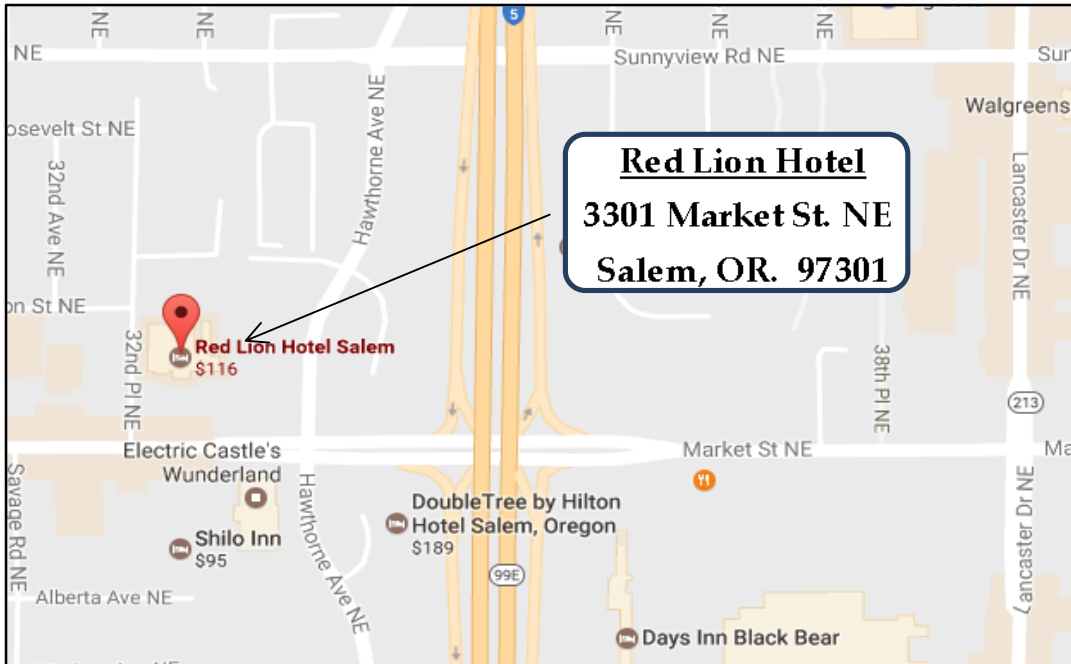 5
NE
NE
NE
NE
NE
NE
Sunnyview Rd NE
Sun
Walgreens
osevelt St NE
32nd Ave NE
Hawthorne Ave NE
Lancaster Dr NE
Red Lion Hotel
3301 Market St. NE
Salem, OR. 97301
on St NE
32nd Pl NE
Red Lion Hotel Salem
$116
38th Pl NE
213
Market St NE
Ma
Electric Castle's
Wunderland
Savage Rd NE
Hawthorne Ave NE
DoubleTree by Hilton
Hotel Salem, Oregon
$189
Shilo Inn
$95
99E
Lancaster Dr NE
Alberta Ave NE
Days Inn Black Bear